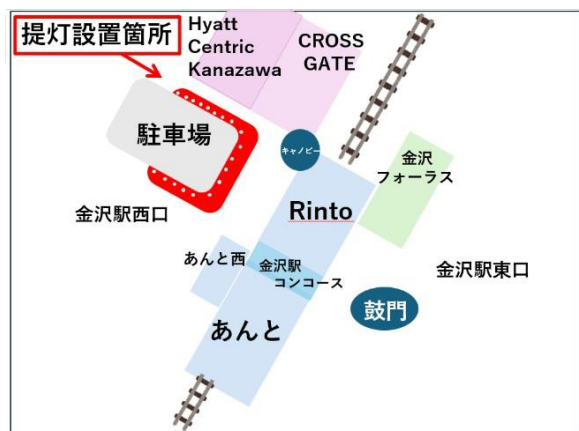 提灯設置箇所
Hyatt
Centric
Kanazawa
CROSS
GATE
駐車場
キャノピー
金沢
フォーラス
金沢駅西口
Rinto
あんと西
金沢駅
コンコース
金沢駅東口
鼓門
あんと